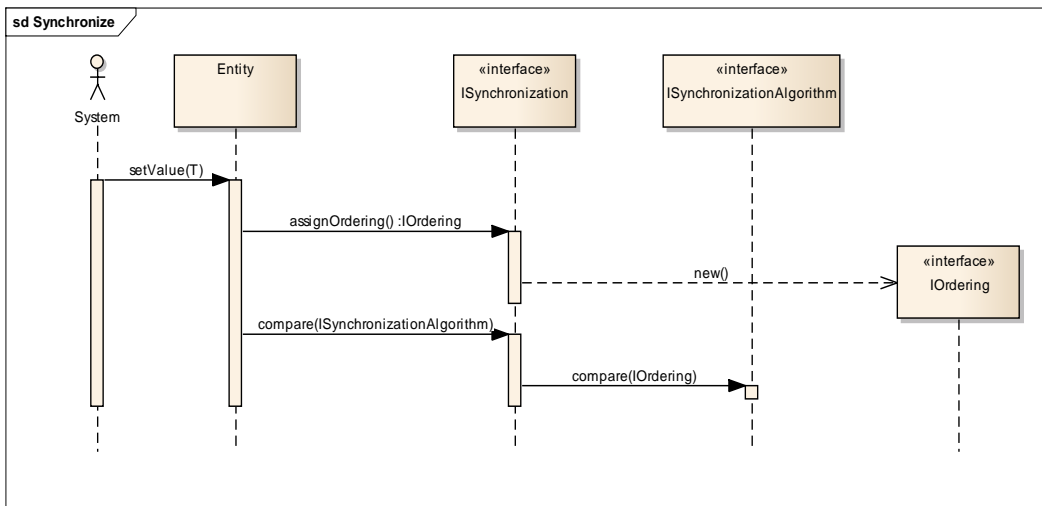 sd Synchronize
System
Entity
«interface»
ISynchronization
«interface»
ISynchronizationAlgorithm
setValue(T)
assignOrdering() :IOrdering
«interface»
IOrdering
new()
compare(ISynchronizationAlgorithm)
compare(IOrdering)